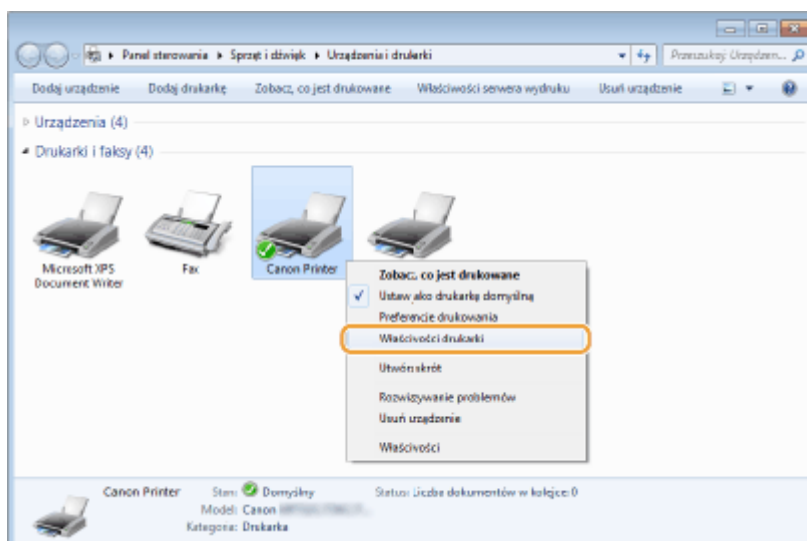 Panel sterowania ▸ Sprzęt i dźwięk ▸ Urządzenia i drukarki
Przeszukaj: Urządzen...
Dodaj urządzenie Dodaj drukarkę Zobacz, co jest drukowane Właściwości serwera wydruku Usuń urządzenie
Urządzenia (4)
Drukarki i faksy (4)
Microsoft XPS
Document Writer
Fax
Canon Printer
Zobacz, co jest drukowane
Ustaw jako drukarkę domyślną
Preferencje drukowania
Właściwości drukarki
Utwórz skrót
Rozwiązywanie problemów
Usuń urządzenie
Właściwości
Canon Printer Stan: Domyślny Status: Liczba dokumentów w kolejce: 0
Model: Canon
Kategoria: Drukarka